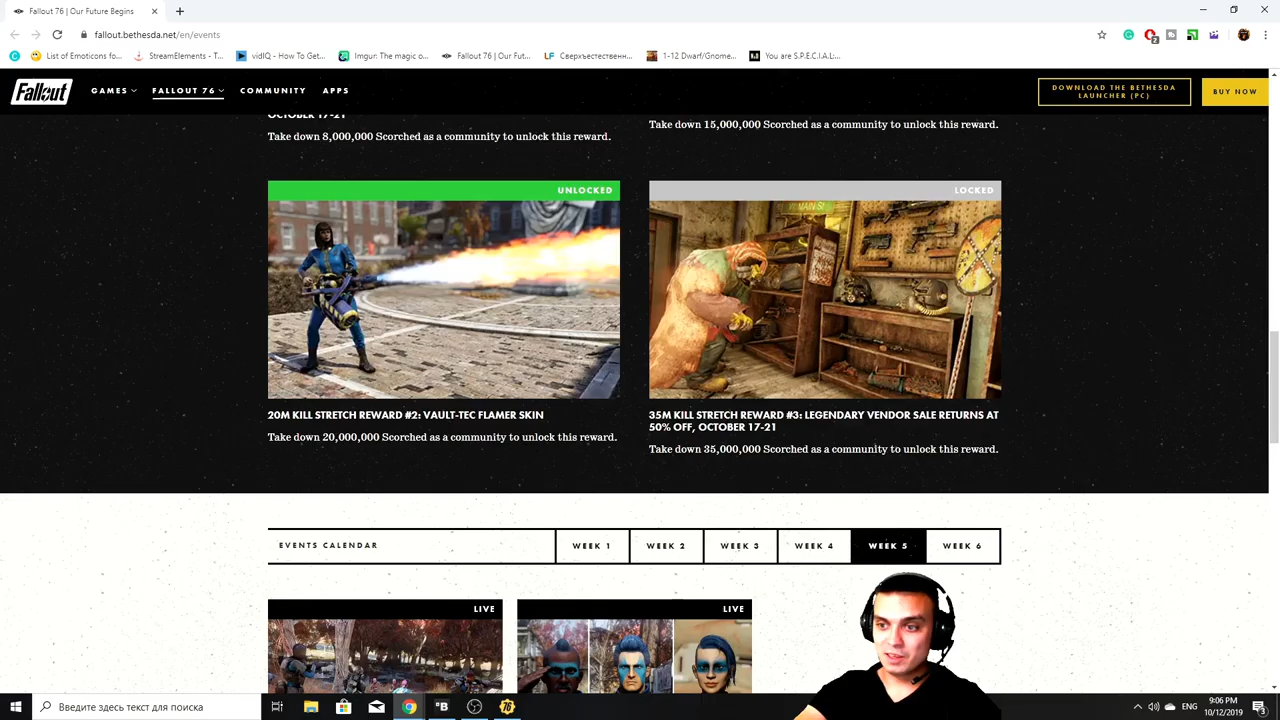 Fallout 76 | Our Future Begins
fallout.bethesda.net/en/events
2
List of Emoticons fo...
StreamElements - T...
vidIQ - How To Get...
Imgur: The magic o...
Fallout 76 | Our Fut...
LF
Сверхъестественн...
1-12 Dwarf/Gnome...
You are S.P.E.C.I.A.L:...
Fallout
GAMES
FALLOUT 76
COMMUNITY
APPS
DOWNLOAD THE BETHESDA
LAUNCHER (PC)
BUY NOW
OCTOBER 17-21
Take down 8,000,000 Scorched as a community to unlock this reward.
Take down 15,000,000 Scorched as a community to unlock this reward.
UNLOCKED
LOCKED
20M KILL STRETCH REWARD #2: VAULT-TEC FLAMER SKIN
Take down 20,000,000 Scorched as a community to unlock this reward.
35M KILL STRETCH REWARD #3: LEGENDARY VENDOR SALE RETURNS AT
50% OFF, OCTOBER 17-21
Take down 35,000,000 Scorched as a community to unlock this reward.
EVENTS CALENDAR
WEEK 1
WEEK 2
WEEK 3
WEEK 4
WEEK 5
WEEK 6
LIVE
LIVE
Введите здесь текст для поиска
ENG
9:06 PM
10/12/2019
3